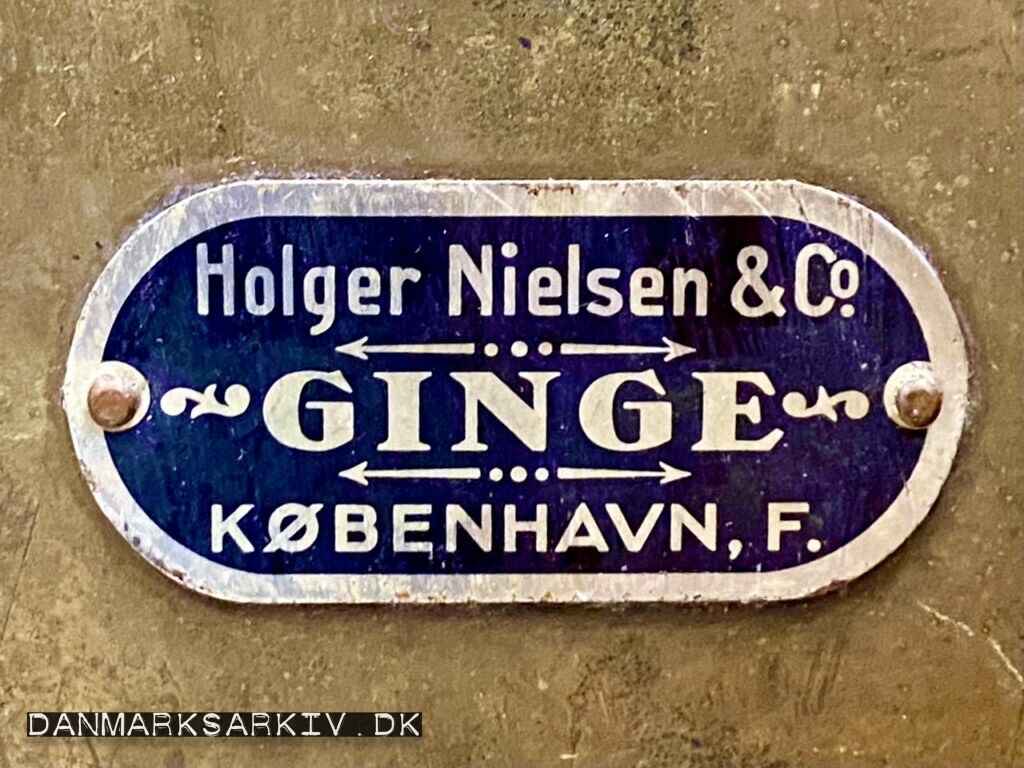 Holger Nielsen & Co.
GINGE
KØBENHAVN, F.
DANMARKSARKIV.DK